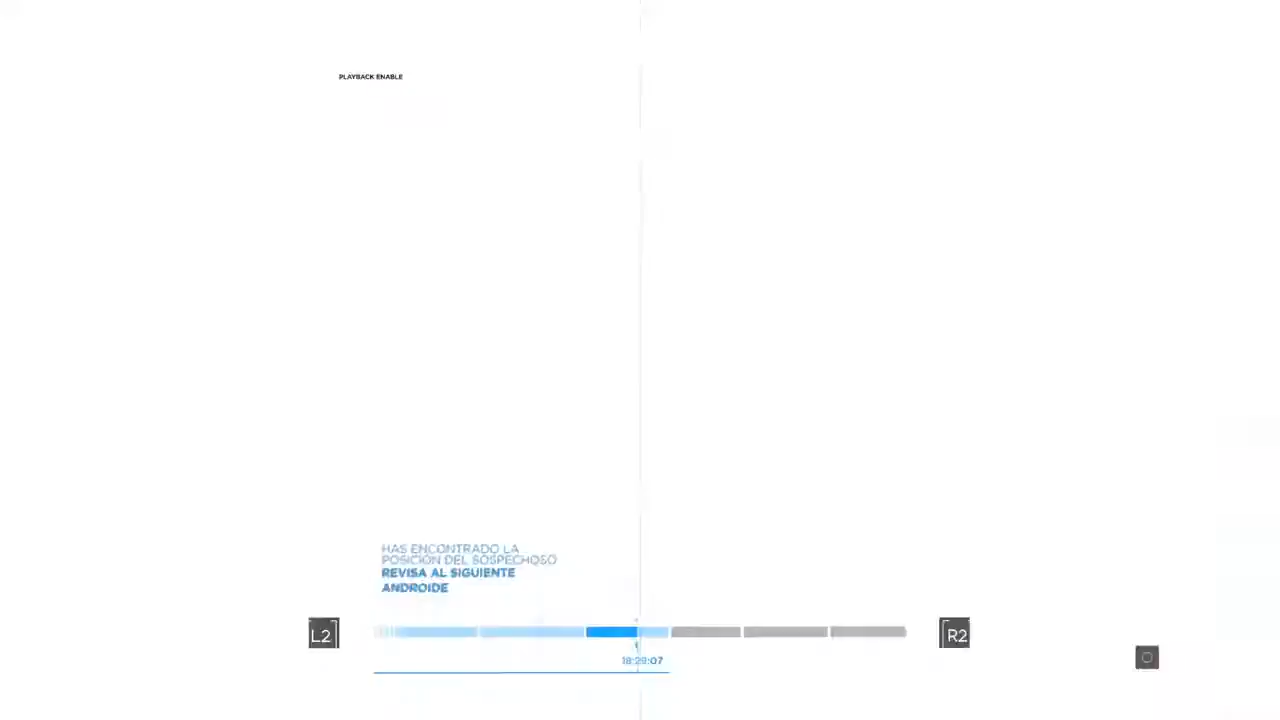 PLAYBACK ENABLE
HAS ENCONTRADO LA
POSICIÓN DEL SOSPECHOSO
REVISA AL SIGUIENTE
ANDROIDE
L2
R2
18:29:07